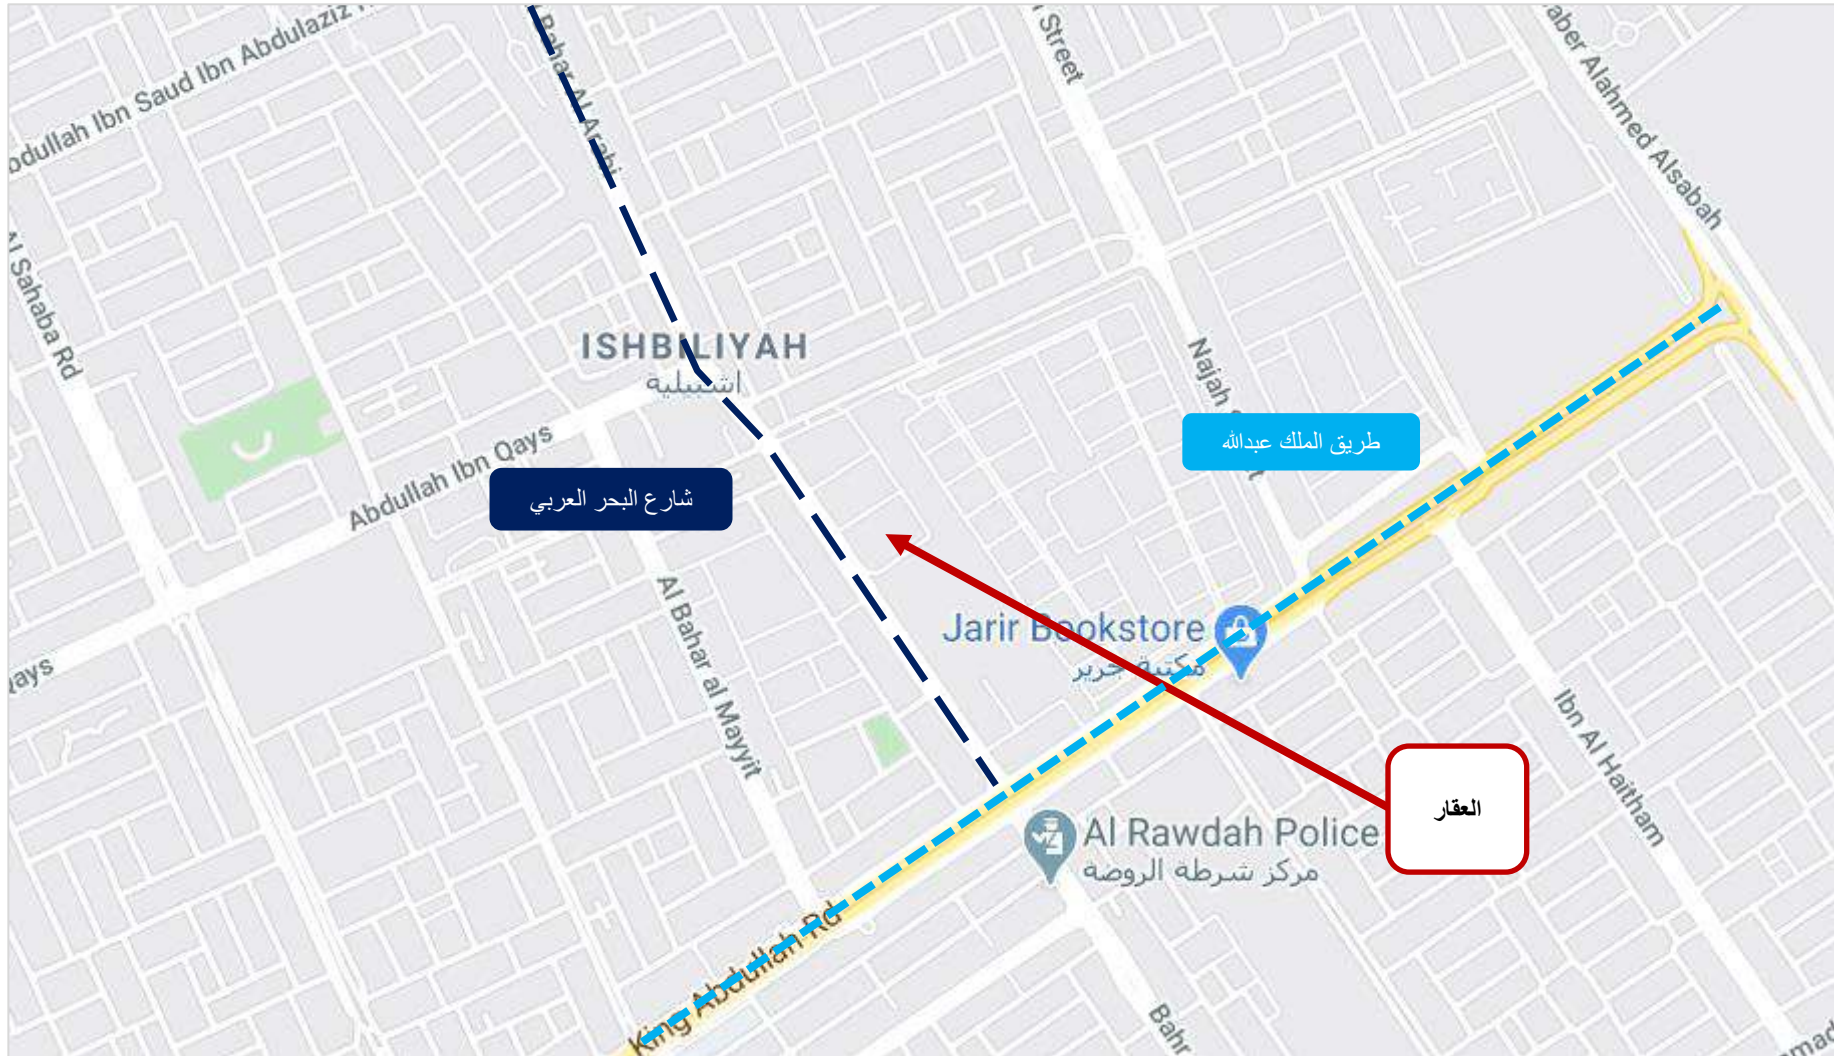 Abdullah Ibn Saud Ibn Abdulaziz
Bahar Al Arabi
Street
Jaber Alahmed Alsabah
Al Sahaba Rd
ISHBILIYAH
اشبيلية
Najah
طريق الملك عبدالله
Abdullah Ibn Qays
شارع البحر العربي
Qays
Al Bahar al Mayyit
Jarir Bookstore
مكتبة جرير
Ibn Al Haitham
العقار
Al Rawdah Police
مركز شرطة الروضة
King Abdullah Rd
Bahr